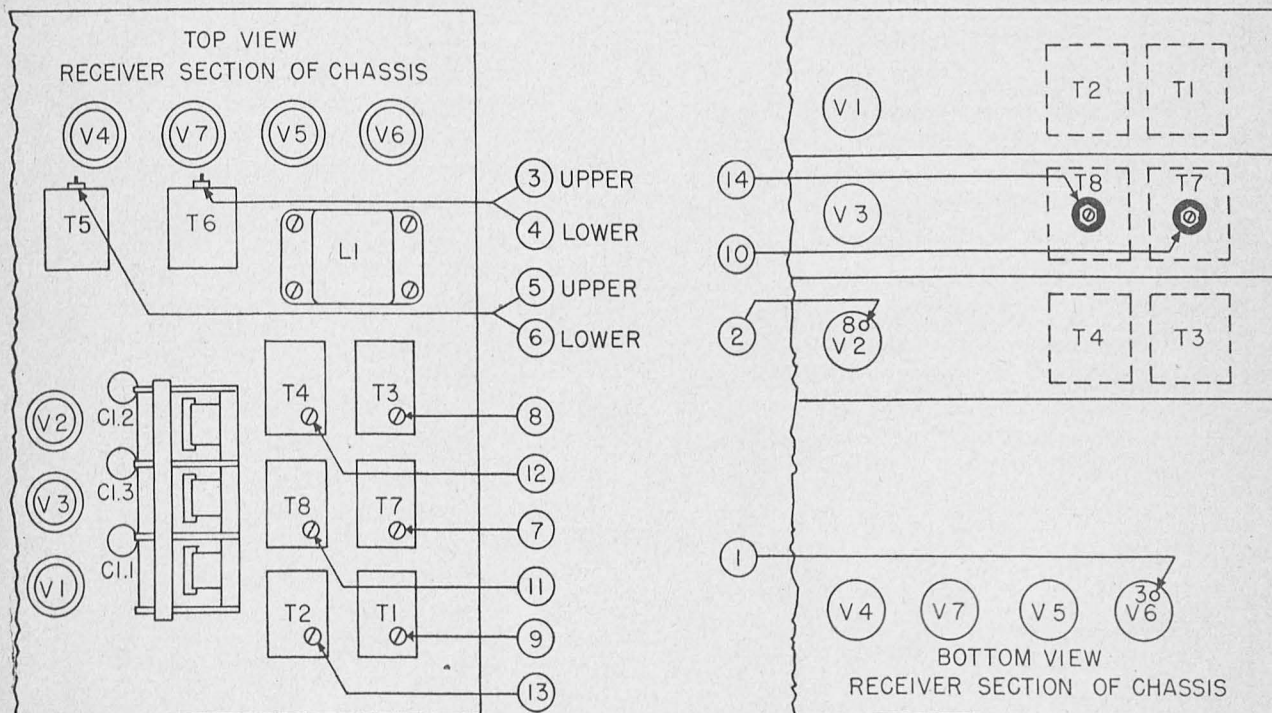 TOP VIEW
RECEIVER SECTION OF CHASSIS
V4 V7 V5 V6
T5 T6 L1
3 UPPER
4 LOWER
5 UPPER
6 LOWER
T4 T3
8
V2 C1.2
12
V3 C1.3
T8 T7
7
V1 C1.1
11
T2 T1
9
13
T2 T1
V1
14
T8 T7
V3
10
2
8
V2
T4 T3
1
3
V4 V7 V5 V6
BOTTOM VIEW
RECEIVER SECTION OF CHASSIS